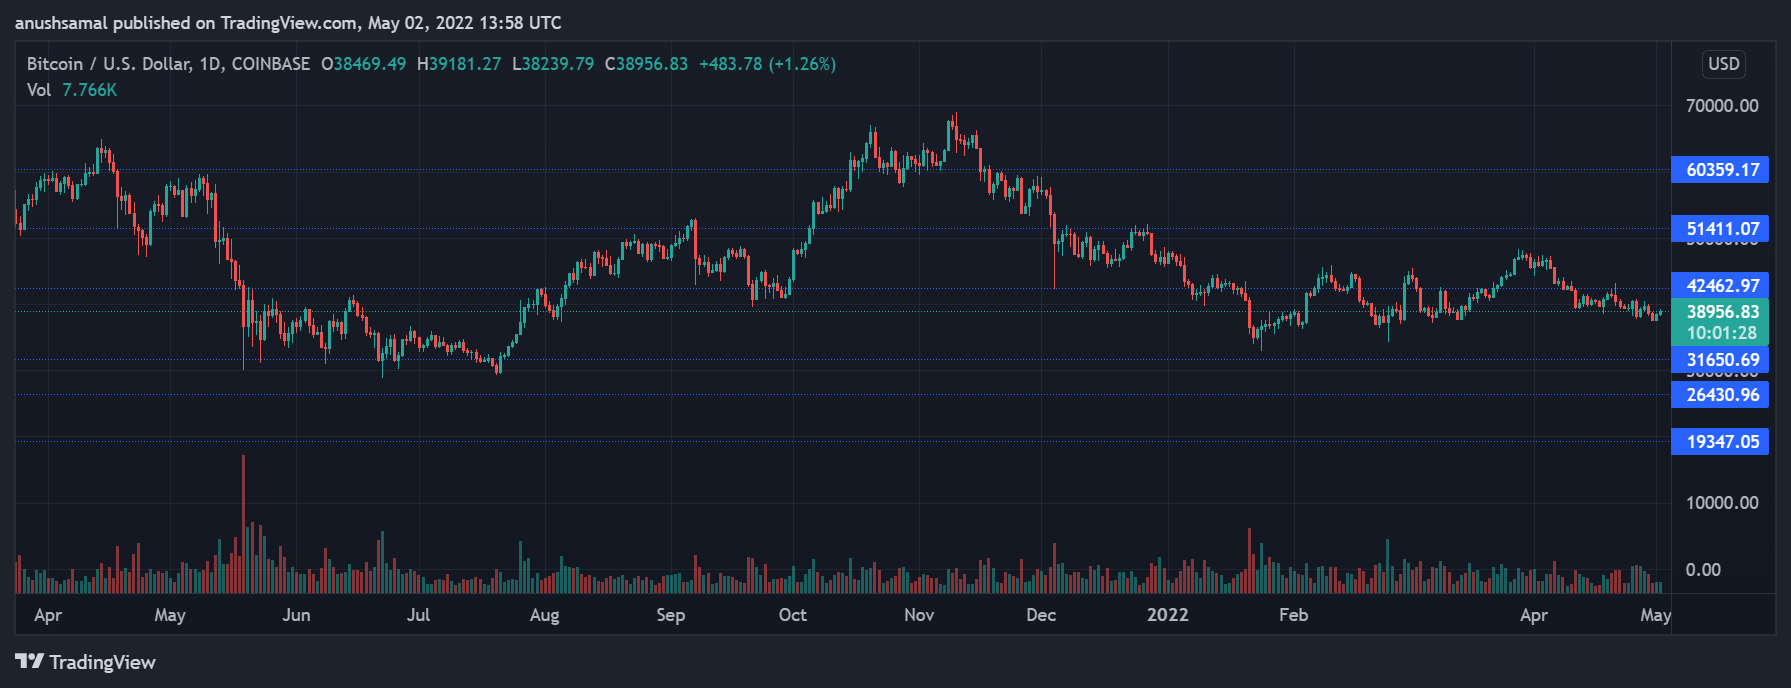 anushsamal published on TradingView.com, May 02, 2022 13:58 UTC
Bitcoin / U.S. Dollar, 1D, COINBASE O38469.49 H39181.27 L38239.79 C38956.83 +483.78 (+1.26%)
Vol 7.766K
USD
70000.00
60359.17
51411.07
42462.97
38956.83
10:01:28
31650.69
26430.96
19347.05
10000.00
0.00
Apr May Jun Jul Aug Sep Oct Nov Dec 2022 Feb Apr May
TradingView